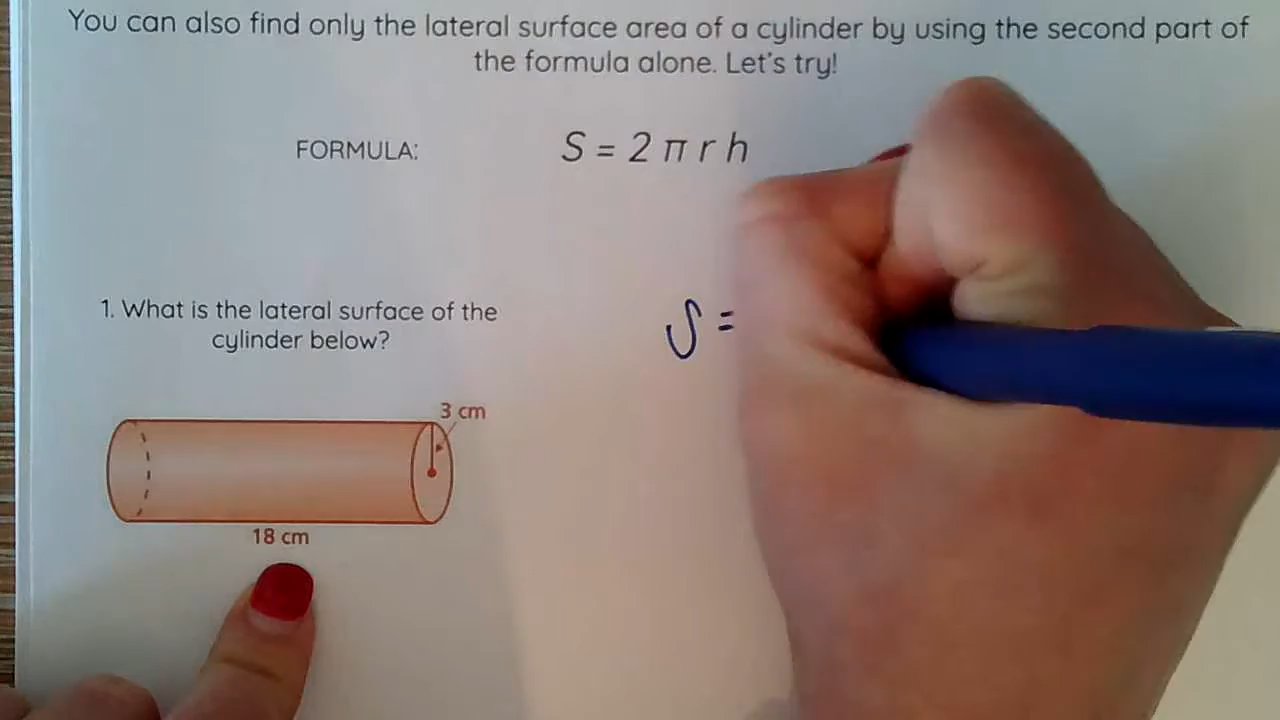 You can also find only the lateral surface area of a cylinder by using the second part of
the formula alone. Let's try!
FORMULA: S = 2 π r h
1. What is the lateral surface of the
cylinder below?
S =
3 cm
18 cm